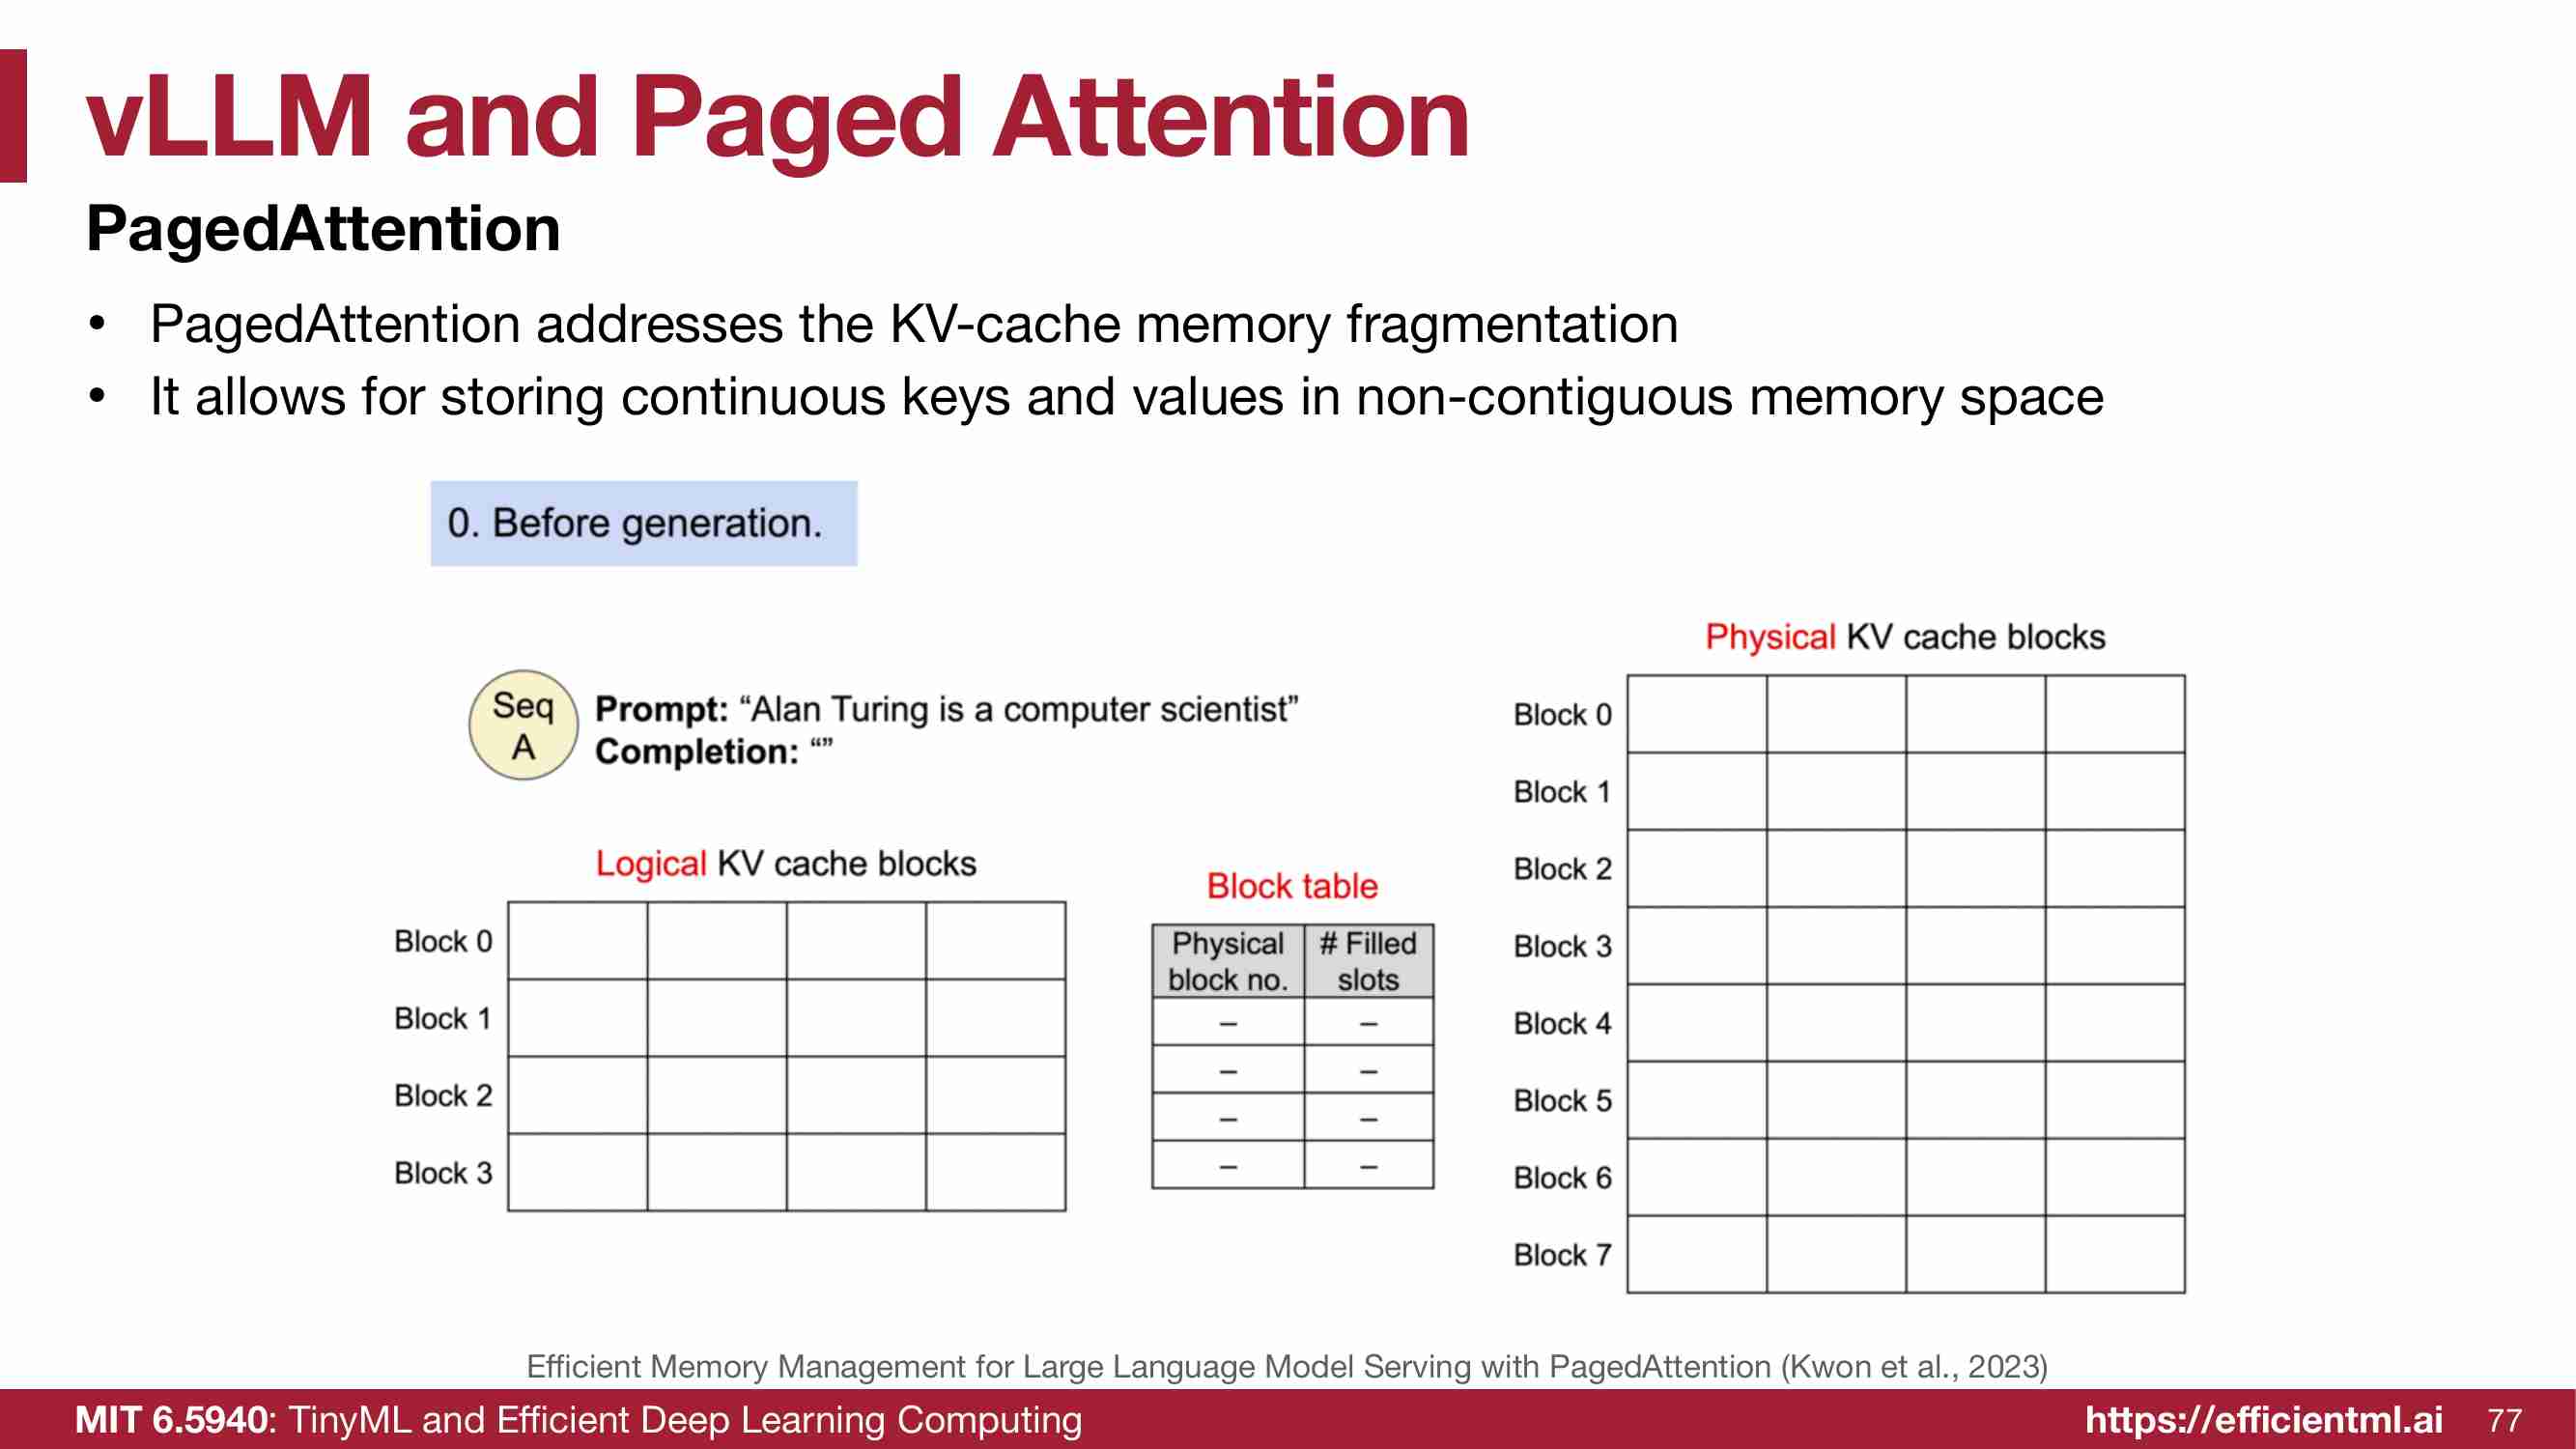 vLLM and Paged Attention
PagedAttention
• PagedAttention addresses the KV-cache memory fragmentation
• It allows for storing continuous keys and values in non-contiguous memory space
0. Before generation.
Seq
A
Prompt: “Alan Turing is a computer scientist”
Completion: “”
Logical KV cache blocks
Block 0
Block 1
Block 2
Block 3
Block table
Physical block no.
# Filled slots
– –
– –
– –
– –
Physical KV cache blocks
Block 0
Block 1
Block 2
Block 3
Block 4
Block 5
Block 6
Block 7
Efficient Memory Management for Large Language Model Serving with PagedAttention (Kwon et al., 2023)
MIT 6.5940: TinyML and Efficient Deep Learning Computing
https://efficientml.ai
77